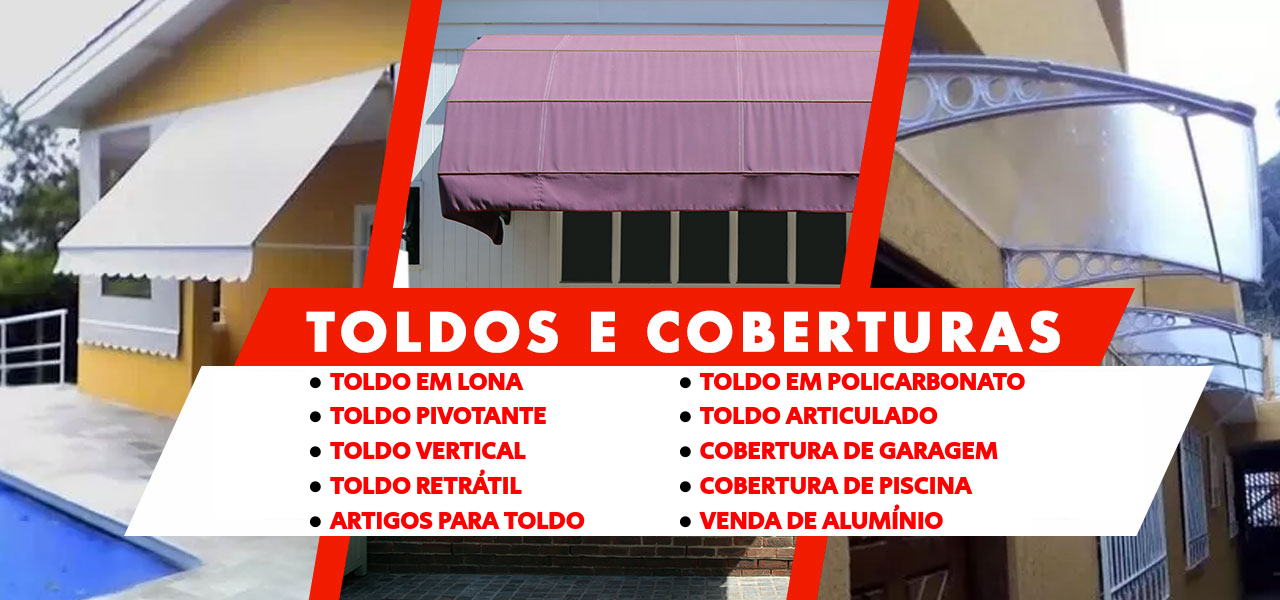 TOLDOS E COBERTURAS
• TOLDO EM LONA
• TOLDO PIVOTANTE
• TOLDO VERTICAL
• TOLDO RETRÁTIL
• ARTIGOS PARA TOLDO
• TOLDO EM POLICARBONATO
• TOLDO ARTICULADO
• COBERTURA DE GARAGEM
• COBERTURA DE PISCINA
• VENDA DE ALUMÍNIO